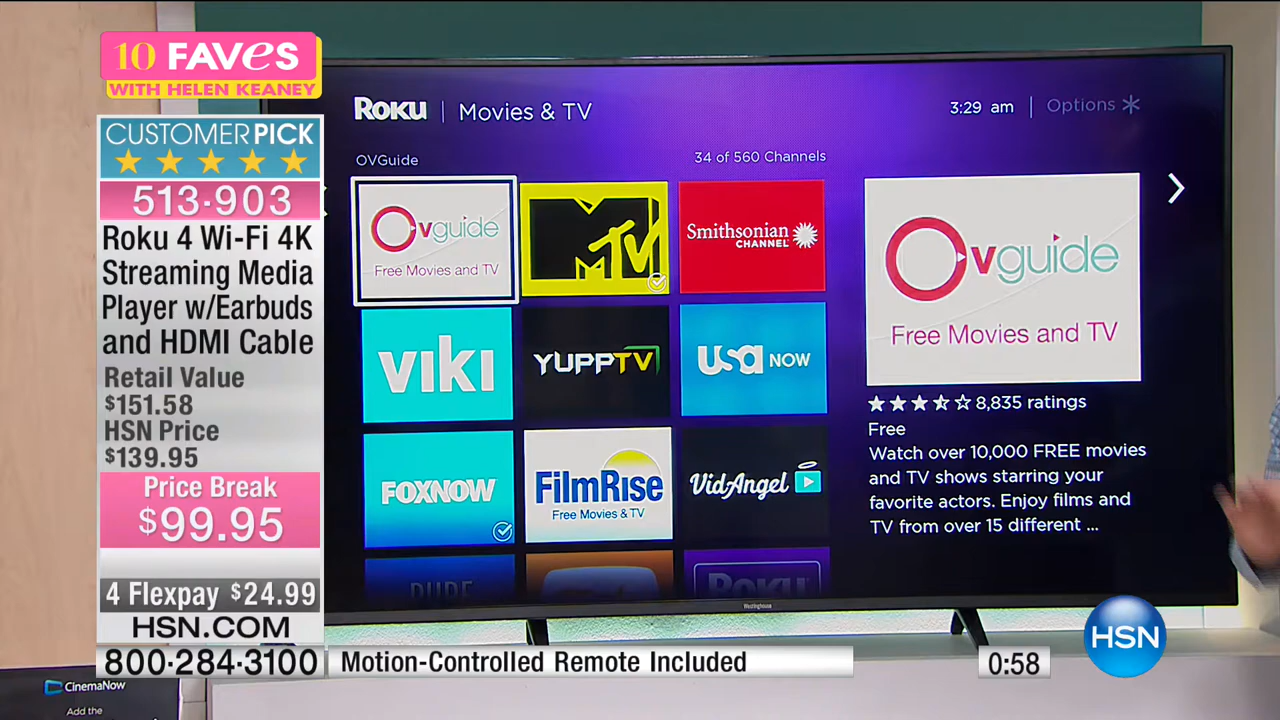 10 FAVES
WITH HELEN KEANEY
CUSTOMER PICK
513-903
Roku 4 Wi-Fi 4K
Streaming Media
Player w/Earbuds
and HDMI Cable
Retail Value
$151.58
HSN Price
$139.95
Price Break
$99.95
4 Flexpay $24.99
HSN.COM
800-284-3100
Motion-Controlled Remote Included
0:58
HSN
Roku | Movies & TV
3:29 am | Options
OVGuide
34 of 560 Channels
Ovguide
Free Movies and TV
MTV
Smithsonian
CHANNEL
VIKI
YUPPTV
USA NOW
FOXNOW
FilmRise
Free Movies & TV
VidAngel
DUDE
Roku
Ovguide
Free Movies and TV
8,835 ratings
Free
Watch over 10,000 FREE movies
and TV shows starring your
favorite actors. Enjoy films and
TV from over 15 different ...
Westinghouse
CinemaNow
Add the